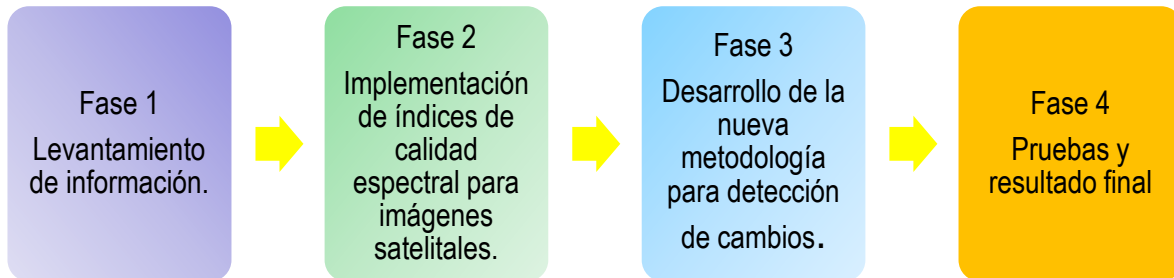 Fase 1
Levantamiento
de información.
Fase 2
Implementación
de índices de
calidad
espectral para
imágenes
satelitales.
Fase 3
Desarrollo de la
nueva
metodología
para detección
de cambios.
Fase 4
Pruebas y
resultado final